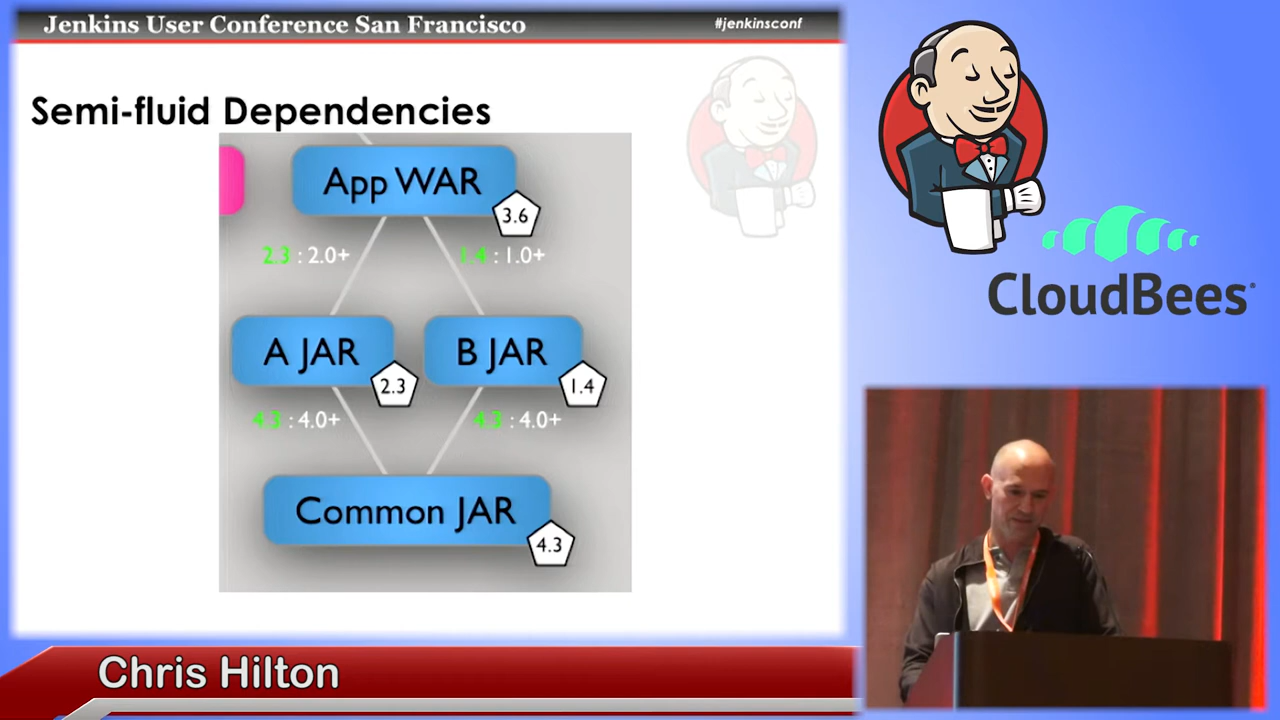 Jenkins User Conference San Francisco
#jenkinsconf
Semi-fluid Dependencies
App WAR
3.6
2.3 : 2.0+
1.4 : 1.0+
A JAR
2.3
B JAR
1.4
4.3 : 4.0+
4.3 : 4.0+
Common JAR
4.3
CloudBees
Chris Hilton